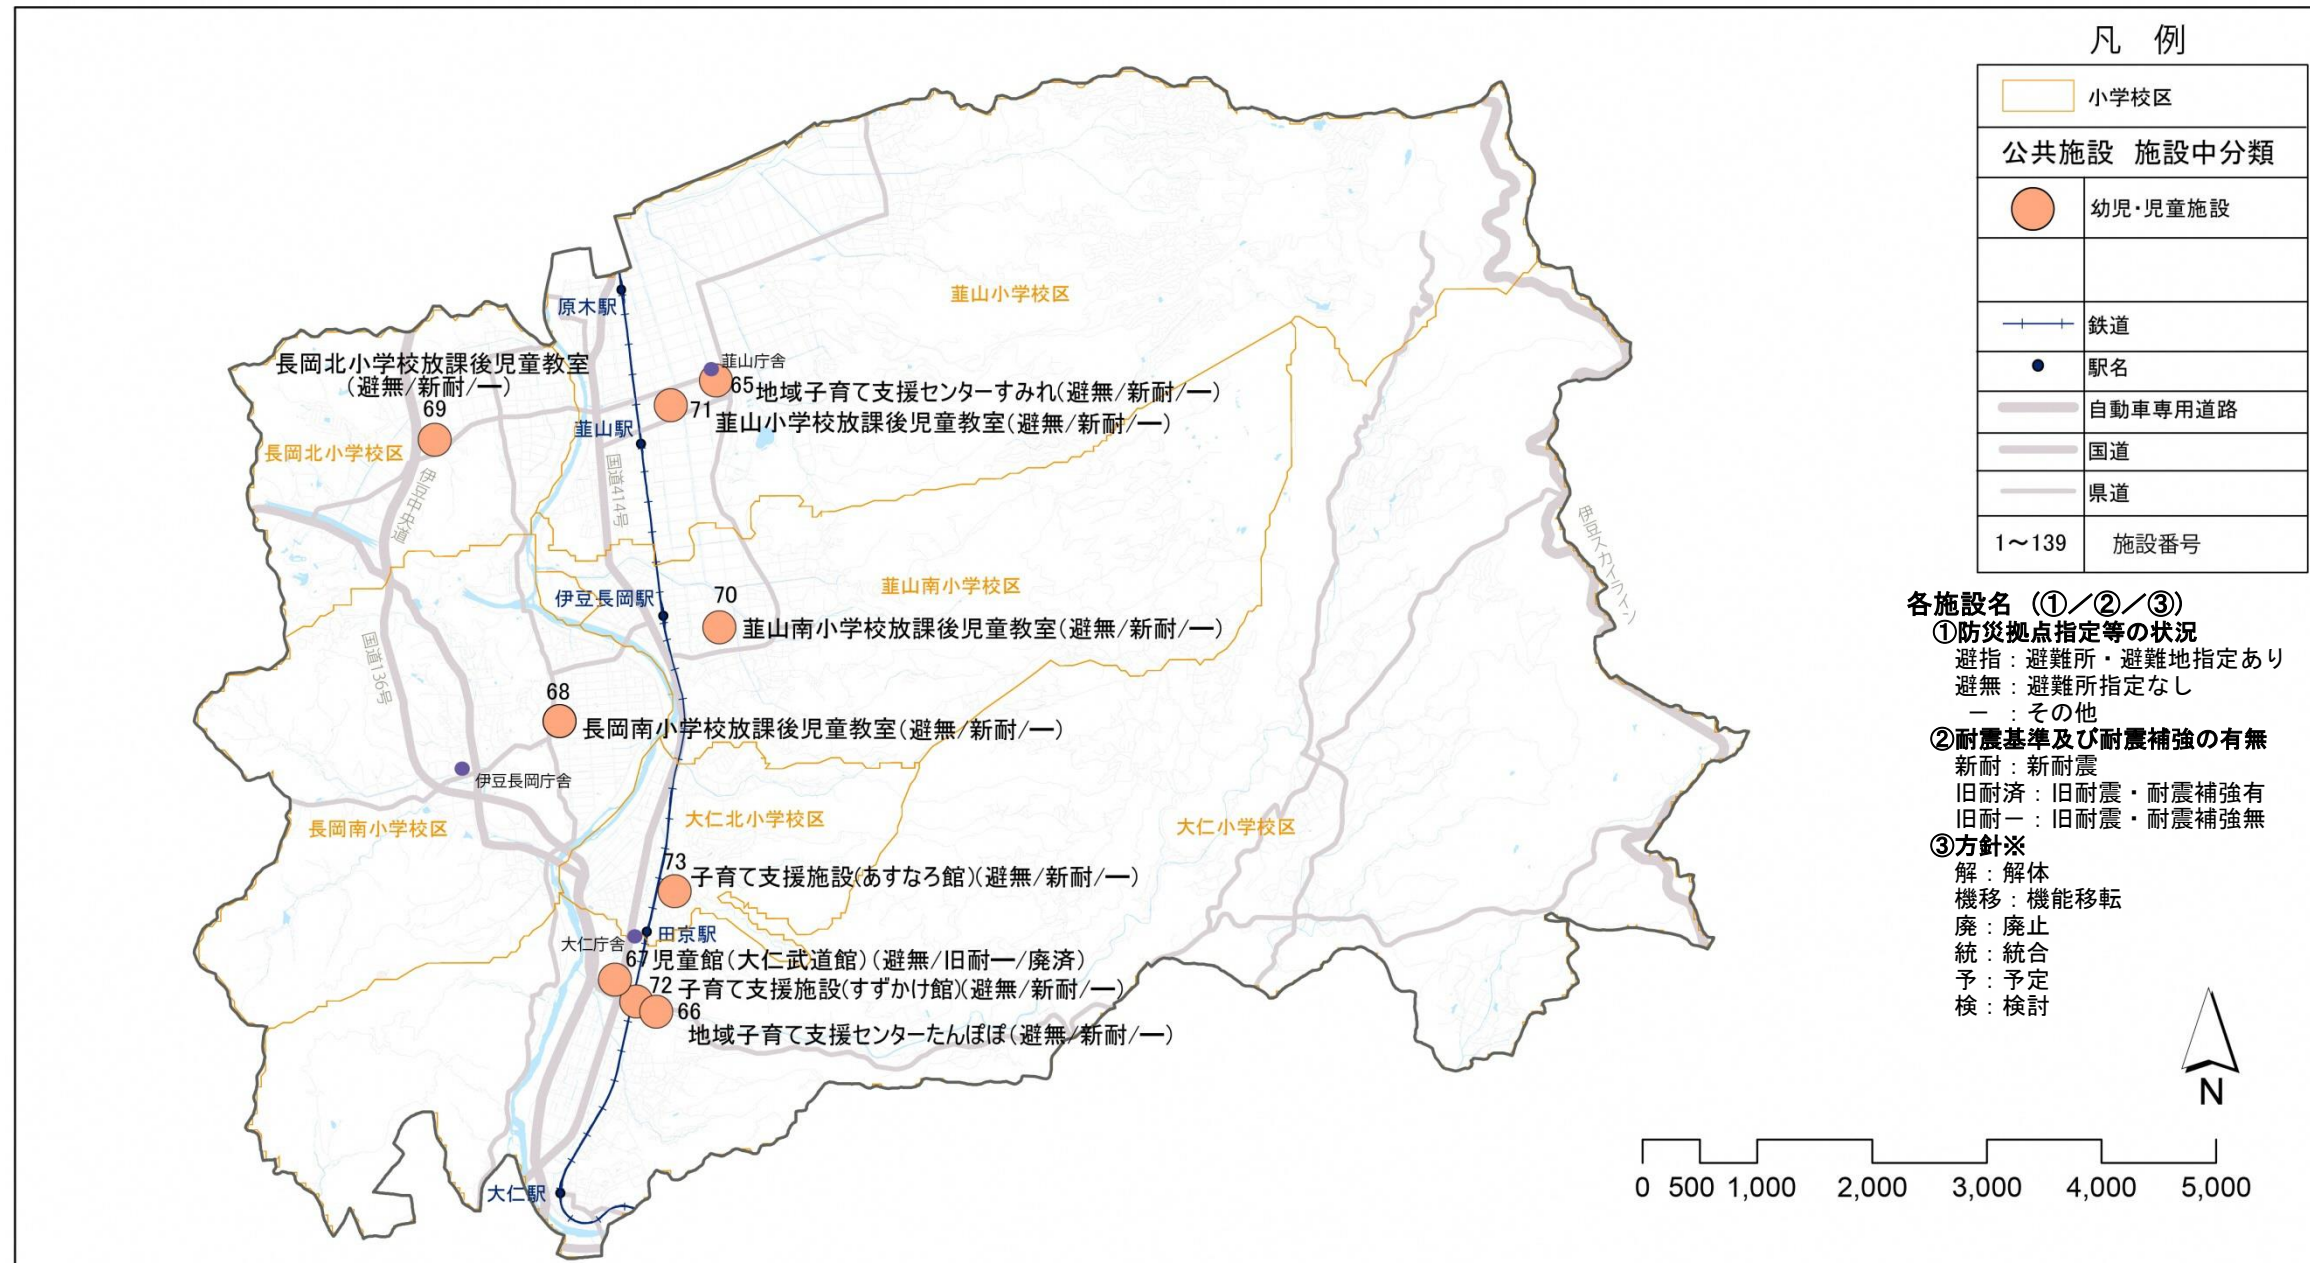 凡 例
小学校区
公共施設 施設中分類
幼児・児童施設
鉄道
駅名
自動車専用道路
国道
県道
1～139 施設番号
各施設名（①／②／③）
①防災拠点指定等の状況
避指：避難所・避難地指定あり
避無：避難所指定なし
－ ：その他
②耐震基準及び耐震補強の有無
新耐：新耐震
旧耐済：旧耐震・耐震補強有
旧耐－：旧耐震・耐震補強無
③方針※
解：解体
機移：機能移転
廃：廃止
統：統合
予：予定
検：検討
N
0 500 1,000 2,000 3,000 4,000 5,000
韮山小学校区
原木駅
長岡北小学校放課後児童教室
(避無/新耐/―)
69
韮山庁舎
65 地域子育て支援センターすみれ(避無/新耐/―)
71 韮山小学校放課後児童教室(避無/新耐/―)
韮山駅
長岡北小学校区
伊豆中央道
国道414号
伊豆スカイライン
韮山南小学校区
伊豆長岡駅
70
韮山南小学校放課後児童教室(避無/新耐/―)
国道136号
68
長岡南小学校放課後児童教室(避無/新耐/―)
伊豆長岡庁舎
長岡南小学校区
大仁北小学校区
大仁小学校区
73
子育て支援施設(あすなろ館)(避無/新耐/―)
田京駅
大仁庁舎
67 児童館(大仁武道館)(避無/旧耐―/廃済)
72 子育て支援施設(すずかけ館)(避無/新耐/―)
66
地域子育て支援センターたんぽぽ(避無/新耐/―)
大仁駅